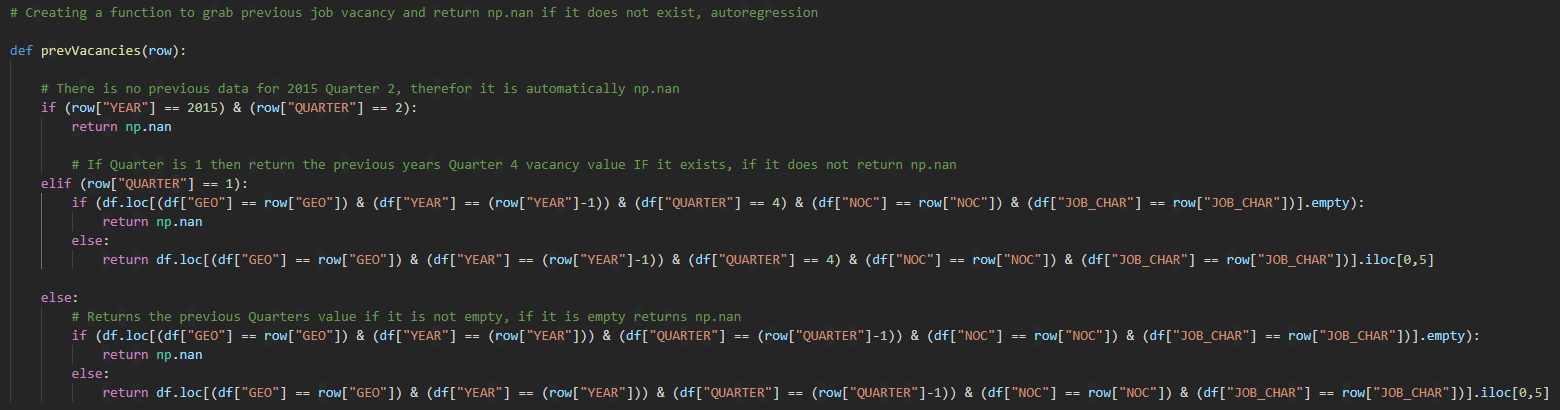 # Creating a function to grab previous job vacancy and return np.nan if it does not exist, autoregression
def prevVacancies(row):
# There is no previous data for 2015 Quarter 2, therefor it is automatically np.nan
if (row["YEAR"] == 2015) & (row["QUARTER"] == 2):
return np.nan
# If Quarter is 1 then return the previous years Quarter 4 vacancy value IF it exists, if it does not return np.nan
elif (row["QUARTER"] == 1):
if (df.loc[(df["GEO"] == row["GEO"]) & (df["YEAR"] == (row["YEAR"]-1)) & (df["QUARTER"] == 4) & (df["NOC"] == row["NOC"]) & (df["JOB_CHAR"] == row["JOB_CHAR"])].empty):
return np.nan
else:
return df.loc[(df["GEO"] == row["GEO"]) & (df["YEAR"] == (row["YEAR"]-1)) & (df["QUARTER"] == 4) & (df["NOC"] == row["NOC"]) & (df["JOB_CHAR"] == row["JOB_CHAR"])].iloc[0,5]
else:
# Returns the previous Quarters value if it is not empty, if it is empty returns np.nan
if (df.loc[(df["GEO"] == row["GEO"]) & (df["YEAR"] == (row["YEAR"])) & (df["QUARTER"] == (row["QUARTER"]-1)) & (df["NOC"] == row["NOC"]) & (df["JOB_CHAR"] == row["JOB_CHAR"])].empty):
return np.nan
else:
return df.loc[(df["GEO"] == row["GEO"]) & (df["YEAR"] == (row["YEAR"])) & (df["QUARTER"] == (row["QUARTER"]-1)) & (df["NOC"] == row["NOC"]) & (df["JOB_CHAR"] == row["JOB_CHAR"])].iloc[0,5]